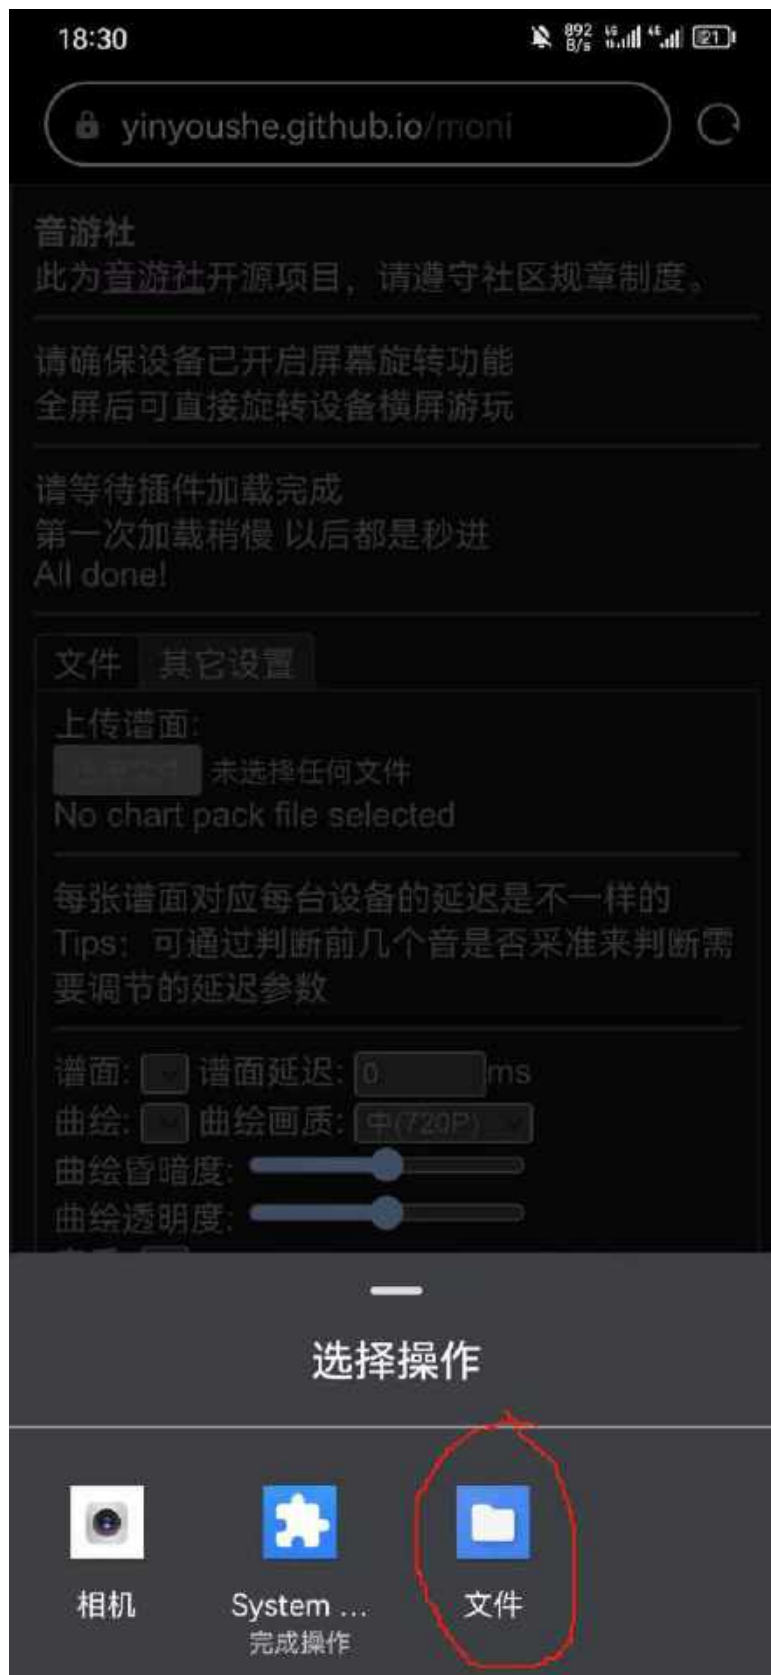 18:30
892 B/s
4G
21
yinyoushe.github.io/moni
音游社
此为音游社开源项目，请遵守社区规章制度。
请确保设备已开启屏幕旋转功能
全屏后可直接旋转设备横屏游玩
请等待插件加载完成
第一次加载稍慢 以后都是秒进
All done!
文件 其它设置
上传谱面:
未选择任何文件
No chart pack file selected
每张谱面对应每台设备的延迟是不一样的
Tips：可通过判断前几个音是否采准来判断需
要调节的延迟参数
谱面: 谱面延迟: 0 ms
曲绘: 曲绘画质: 中(720P)
曲绘昏暗度:
曲绘透明度:
选择操作
相机 System ... 文件
完成操作